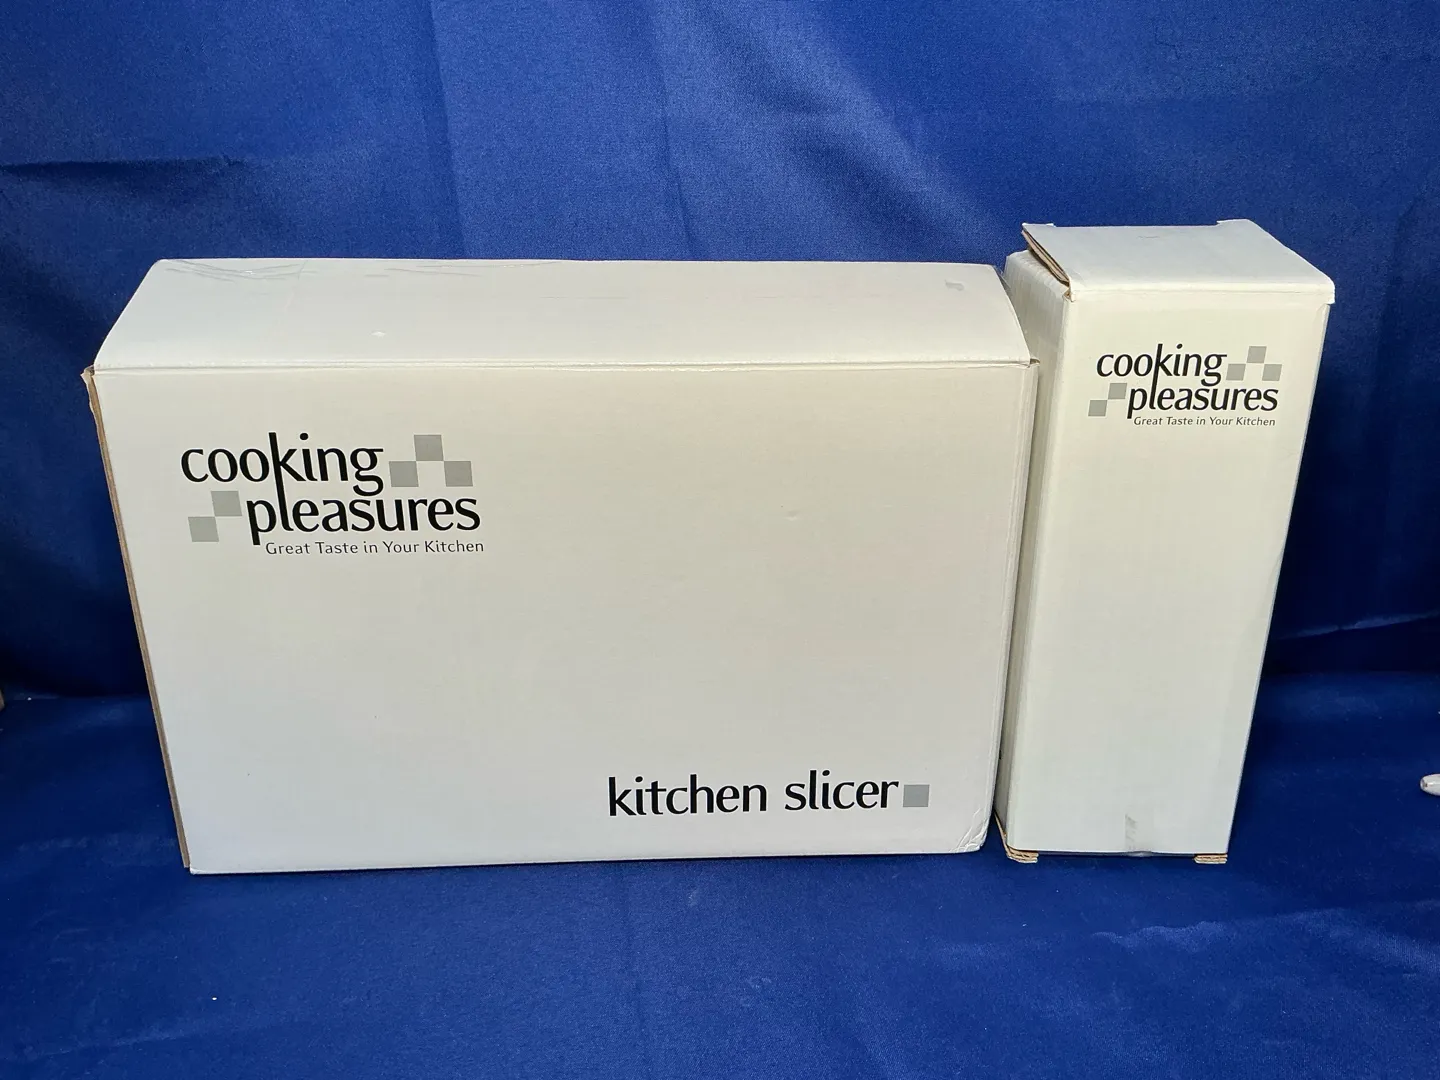 cooking
pleasures
Great Taste in Your Kitchen
kitchen slicer
cooking
pleasures
Great Taste in Your Kitchen